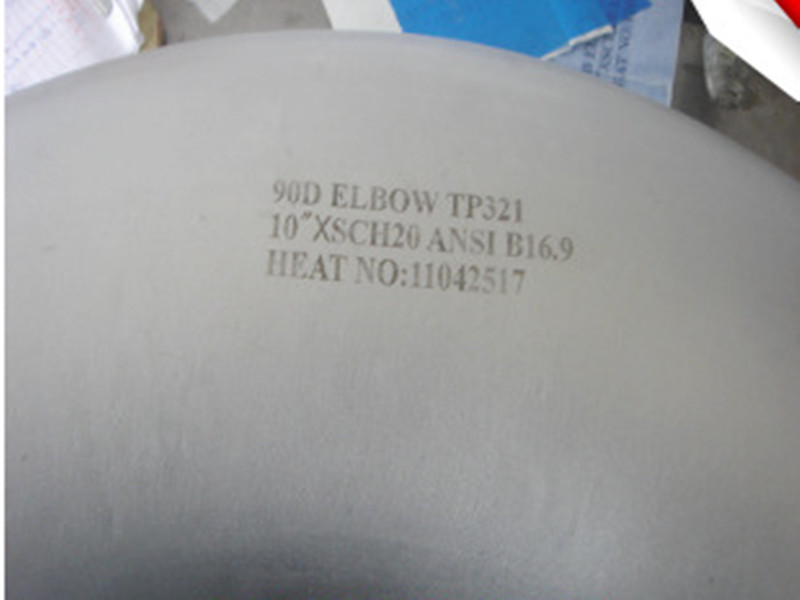 90D ELBOW TP321
10"XSCH20 ANSI B16.9
HEAT NO:11042517